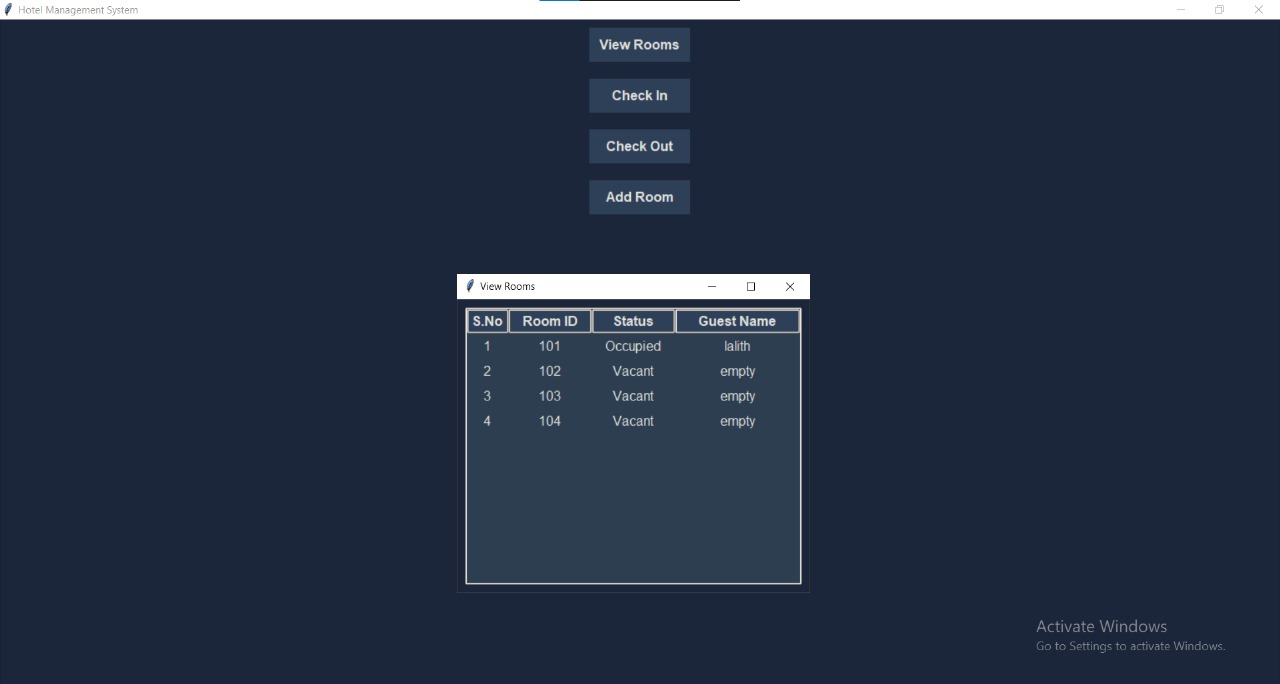 Hotel Management System
View Rooms
Check In
Check Out
Add Room
View Rooms
S.No Room ID Status Guest Name
1 101 Occupied lalith
2 102 Vacant empty
3 103 Vacant empty
4 104 Vacant empty
Activate Windows
Go to Settings to activate Windows.